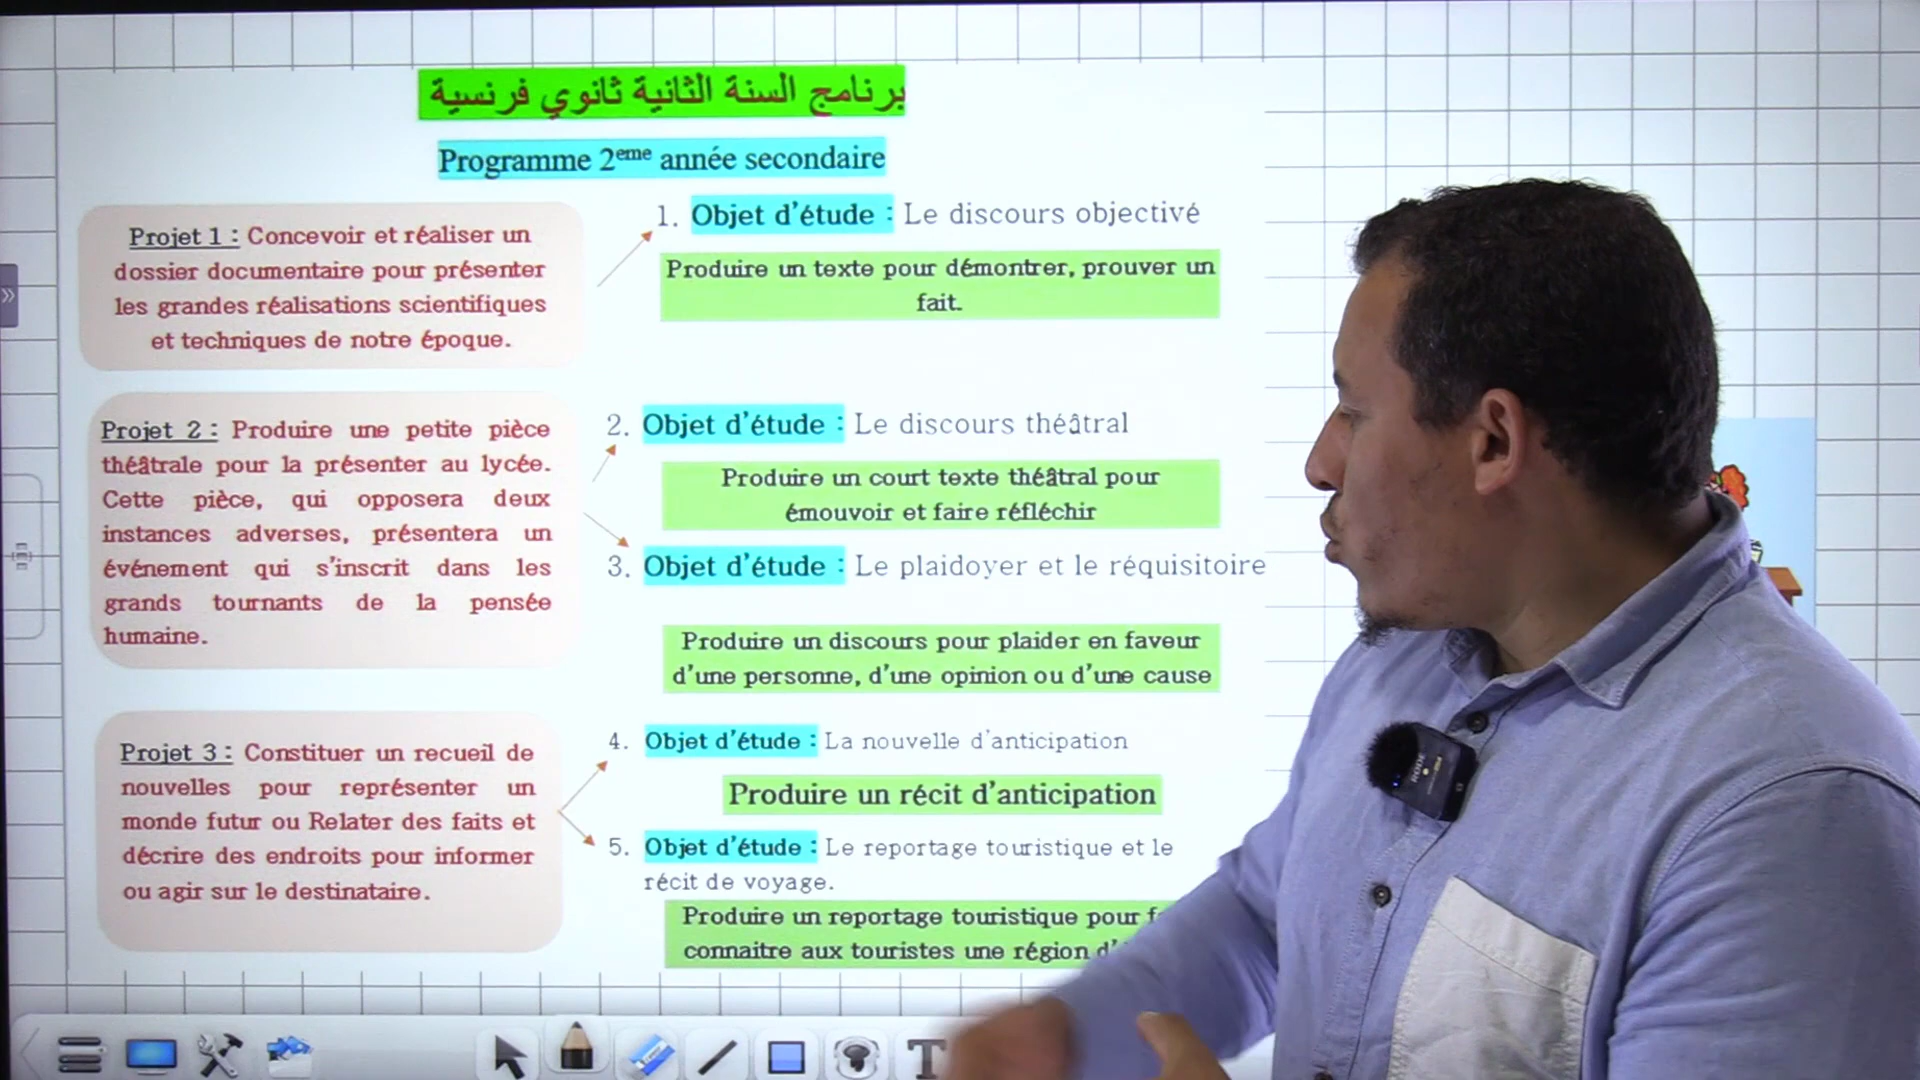 برنامج السنة الثانية ثانوي فرنسية
Programme 2eme année secondaire
Projet 1 : Concevoir et réaliser un
dossier documentaire pour présenter
les grandes réalisations scientifiques
et techniques de notre époque.
1. Objet d'étude : Le discours objectivé
Produire un texte pour démontrer, prouver un
fait.
Projet 2 : Produire une petite pièce
théâtrale pour la présenter au lycée.
Cette pièce, qui opposera deux
instances adverses, présentera un
événement qui s'inscrit dans les
grands tournants de la pensée
humaine.
2. Objet d'étude : Le discours théâtral
Produire un court texte théâtral pour
émouvoir et faire réfléchir
3. Objet d'étude : Le plaidoyer et le réquisitoire
Produire un discours pour plaider en faveur
d'une personne, d'une opinion ou d'une cause
Projet 3 : Constituer un recueil de
nouvelles pour représenter un
monde futur ou Relater des faits et
décrire des endroits pour informer
ou agir sur le destinataire.
4. Objet d'étude : La nouvelle d'anticipation
Produire un récit d'anticipation
5. Objet d'étude : Le reportage touristique et le
récit de voyage.
Produire un reportage touristique pour
connaitre aux touristes une région
RODE
T